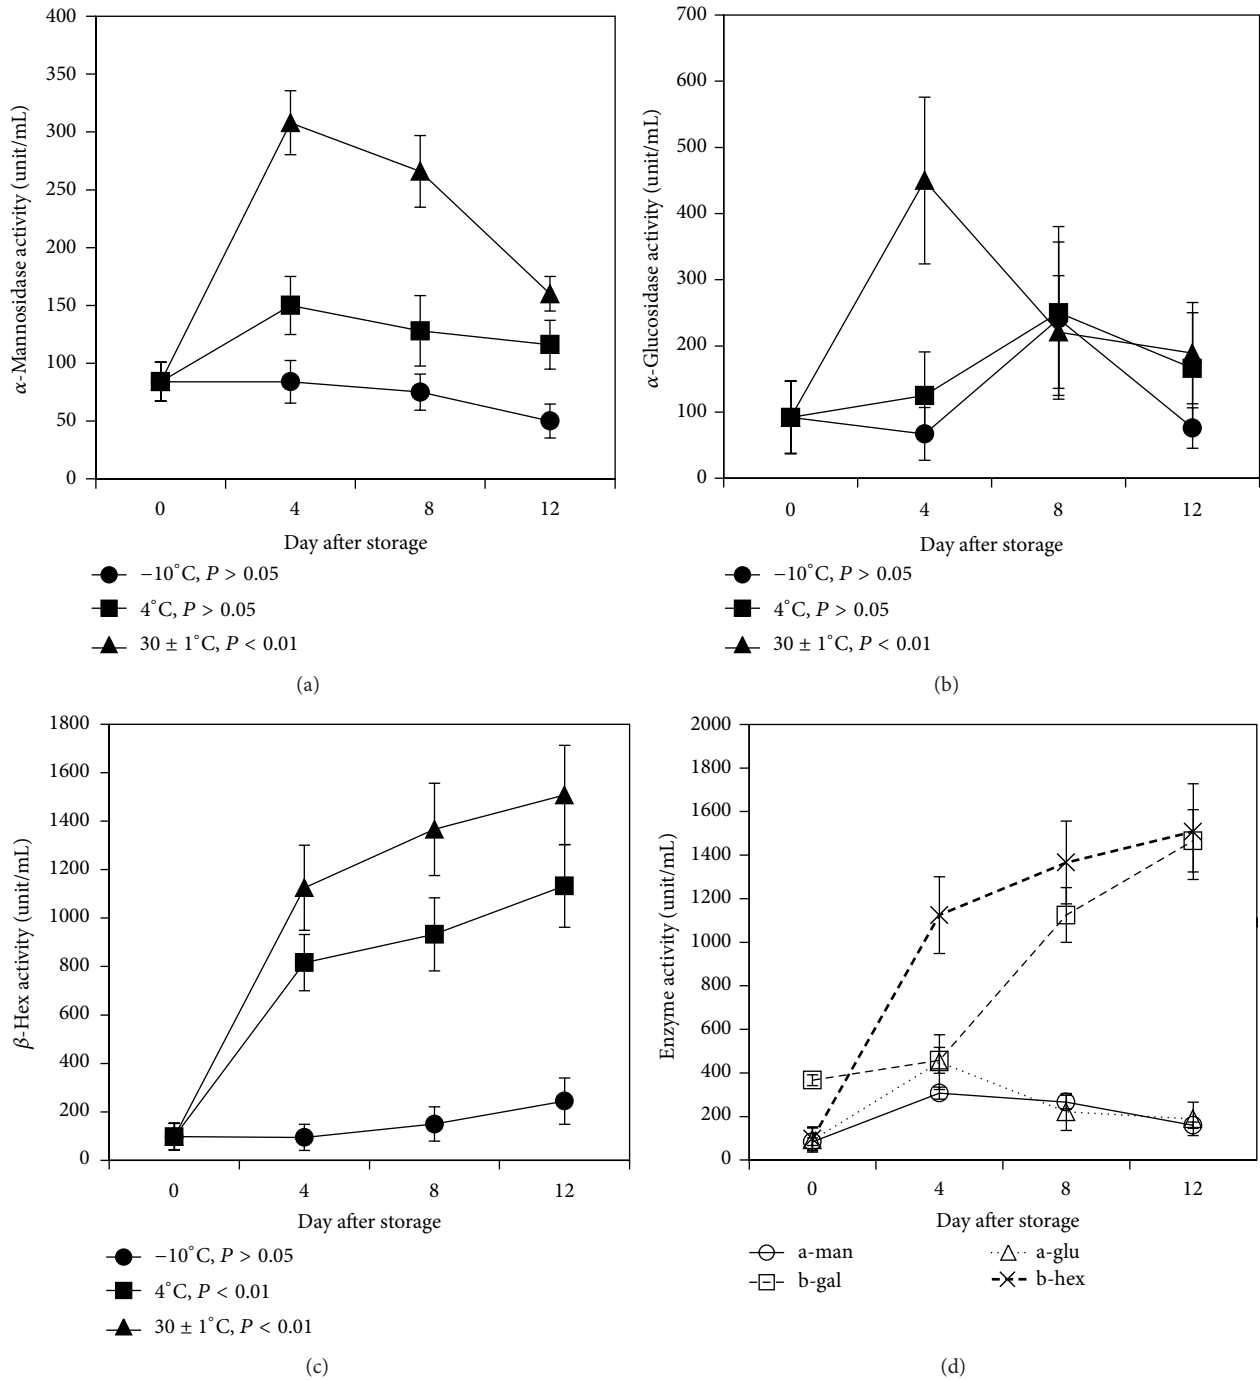 400
350
300
250
200
150
100
50
0
α-Mannosidase activity (unit/mL)
0 4 8 12
Day after storage
−10°C, P > 0.05
4°C, P > 0.05
30 ± 1°C, P < 0.01
(a)
700
600
500
400
300
200
100
0
α-Glucosidase activity (unit/mL)
0 4 8 12
Day after storage
−10°C, P > 0.05
4°C, P > 0.05
30 ± 1°C, P < 0.01
(b)
1800
1600
1400
1200
1000
800
600
400
200
0
β-Hex activity (unit/mL)
0 4 8 12
Day after storage
−10°C, P > 0.05
4°C, P < 0.01
30 ± 1°C, P < 0.01
(c)
2000
1800
1600
1400
1200
1000
800
600
400
200
0
Enzyme activity (unit/mL)
0 4 8 12
Day after storage
a-man a-glu
b-gal b-hex
(d)